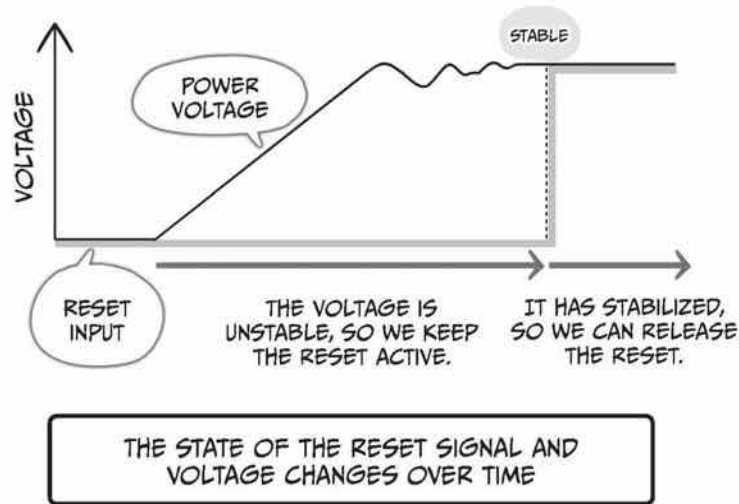 STABLE
POWER
VOLTAGE
VOLTAGE
RESET
INPUT
THE VOLTAGE IS
UNSTABLE, SO WE KEEP
THE RESET ACTIVE.
IT HAS STABILIZED,
SO WE CAN RELEASE
THE RESET.
THE STATE OF THE RESET SIGNAL AND
VOLTAGE CHANGES OVER TIME